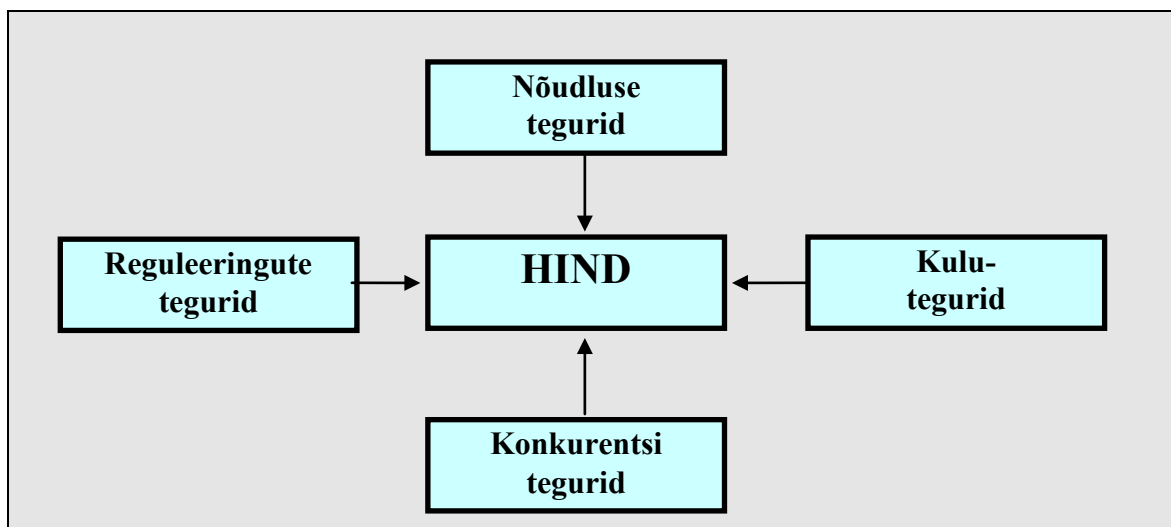 Nõudluse
tegurid
Reguleeringute
tegurid
HIND
Kulu-
tegurid
Konkurentsi
tegurid